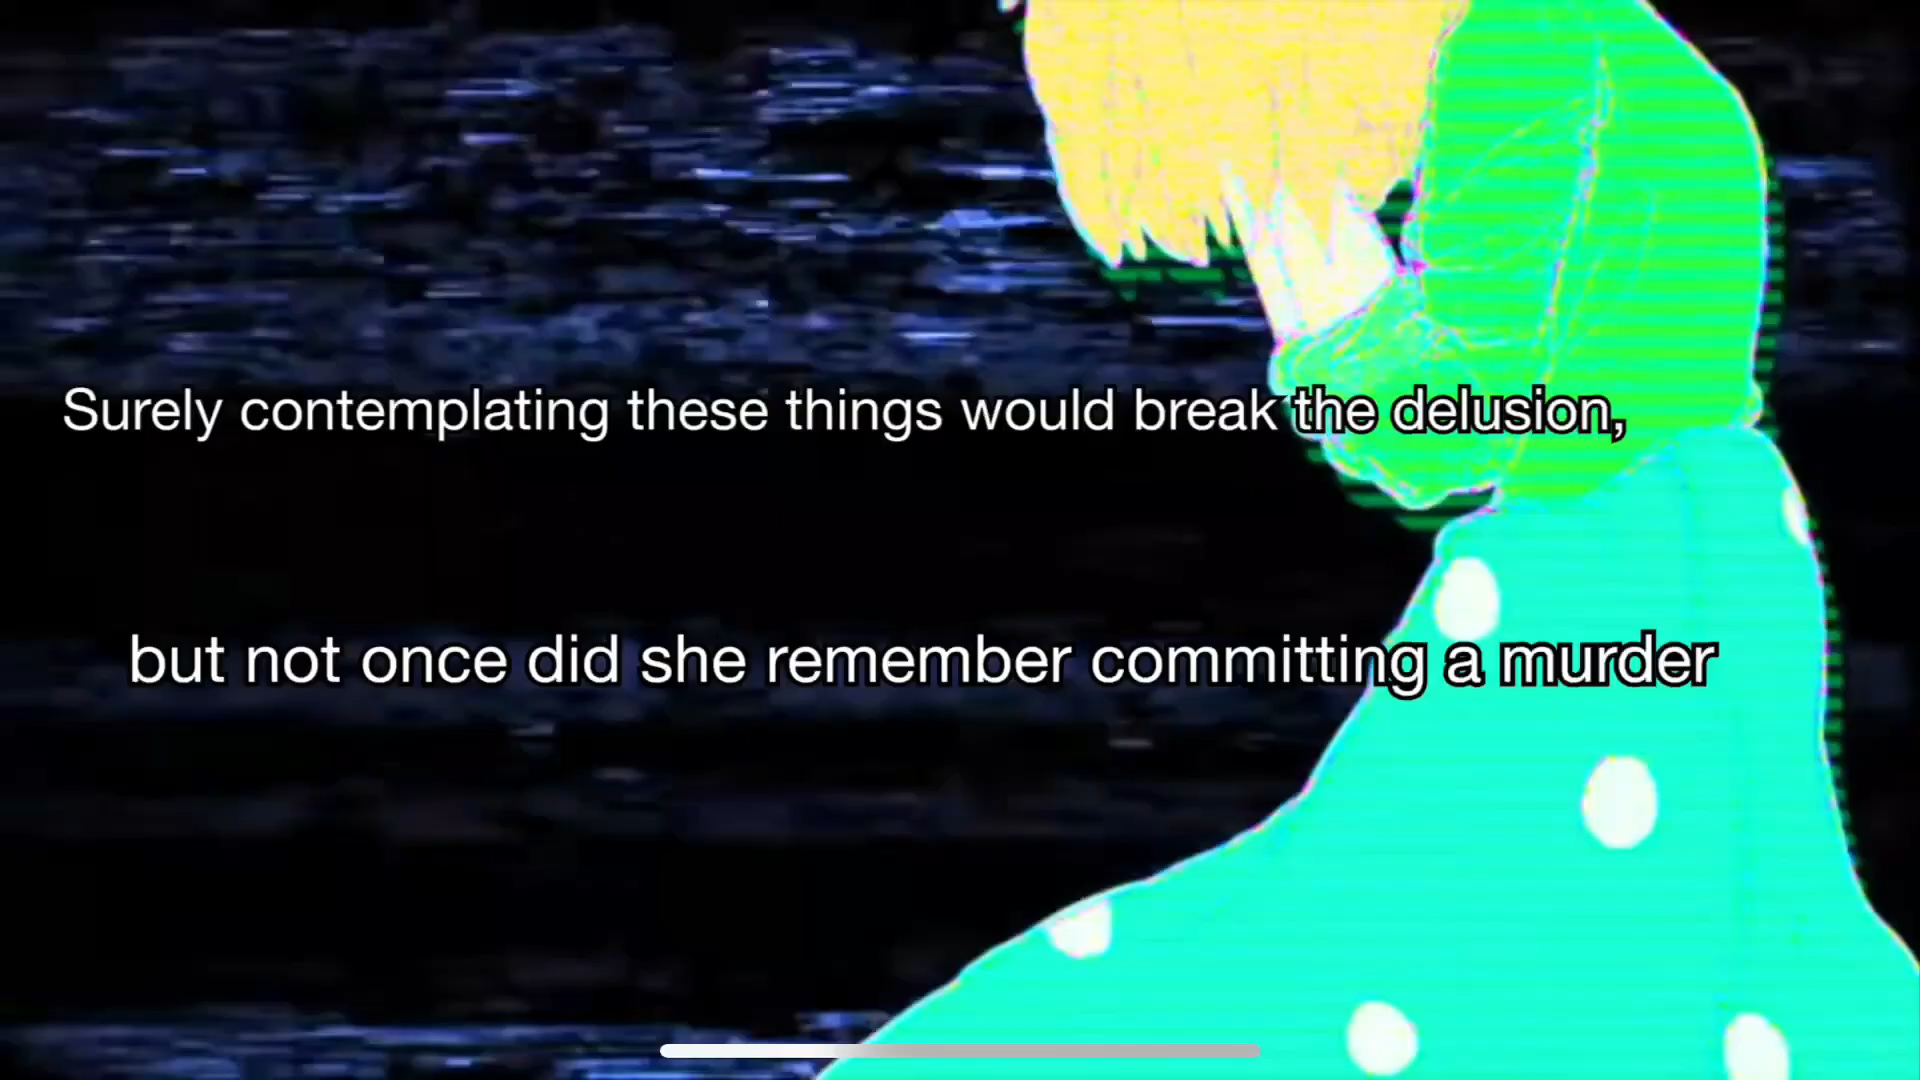 Surely contemplating these things would break the delusion,
but not once did she remember committing a murder